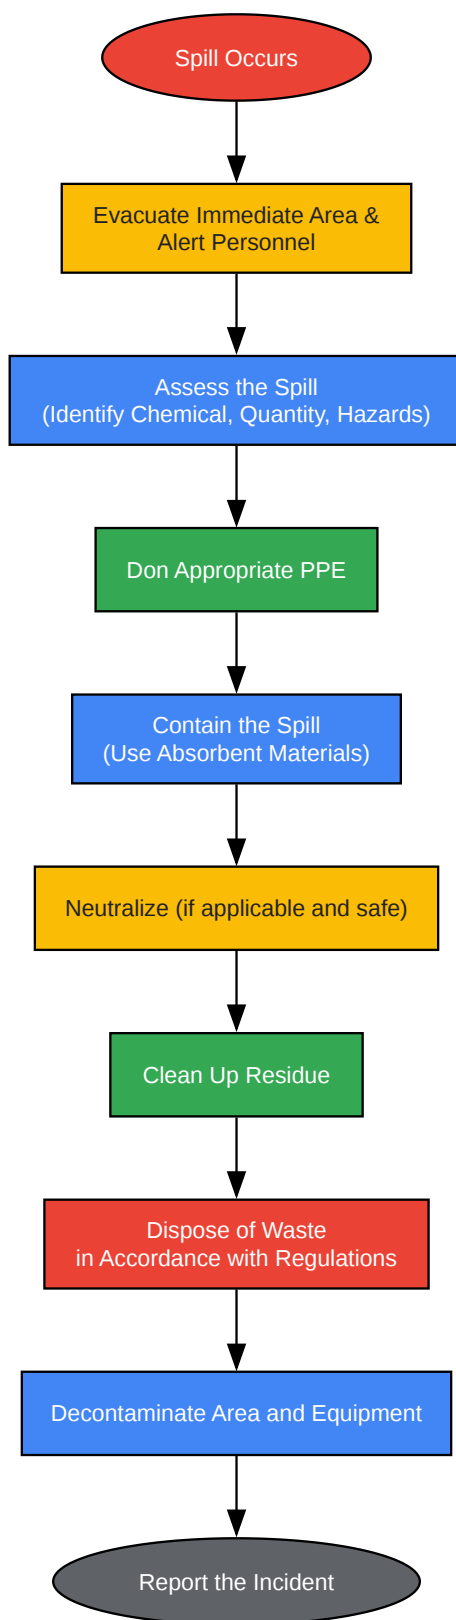 Spill Occurs
Evacuate Immediate Area &
Alert Personnel
Assess the Spill
(Identify Chemical, Quantity, Hazards)
Don Appropriate PPE
Contain the Spill
(Use Absorbent Materials)
Neutralize (if applicable and safe)
Clean Up Residue
Dispose of Waste
in Accordance with Regulations
Decontaminate Area and Equipment
Report the Incident